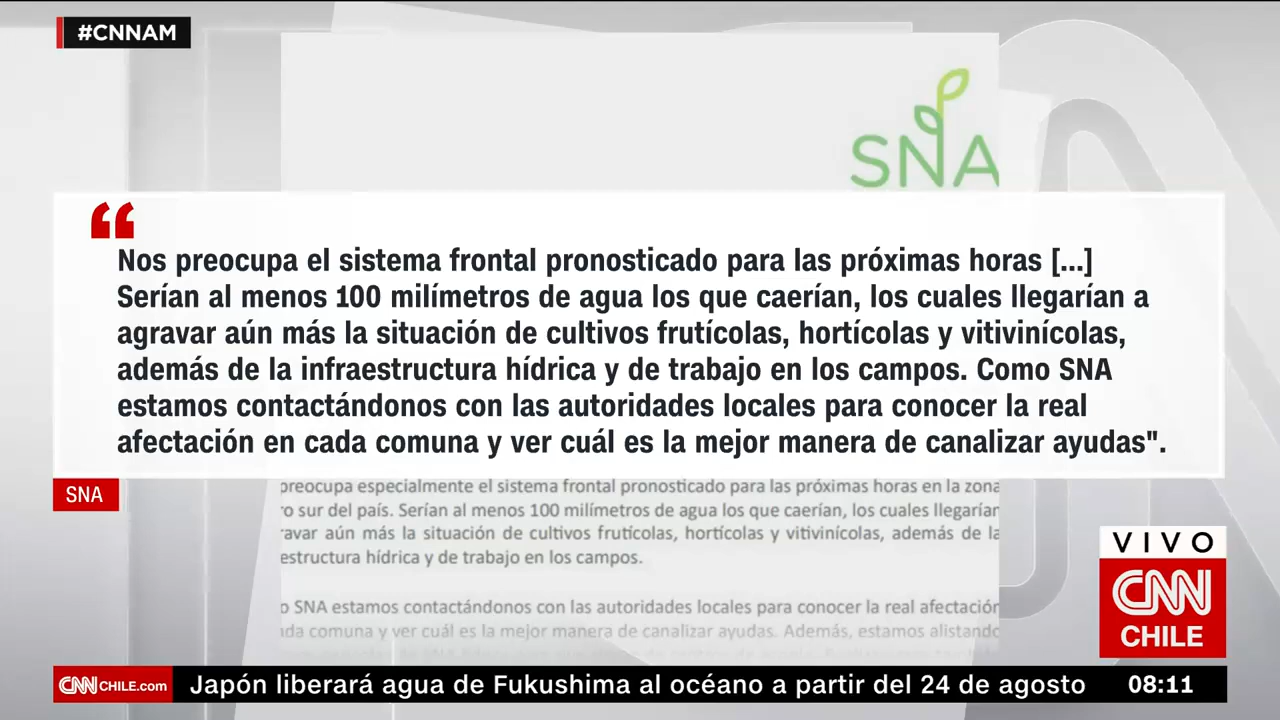 #CNNAM
SNA
“
Nos preocupa el sistema frontal pronosticado para las próximas horas [...]
Serían al menos 100 milímetros de agua los que caerían, los cuales llegarían a
agravar aún más la situación de cultivos frutícolas, hortícolas y vitivinícolas,
además de la infraestructura hídrica y de trabajo en los campos. Como SNA
estamos contactándonos con las autoridades locales para conocer la real
afectación en cada comuna y ver cuál es la mejor manera de canalizar ayudas".
SNA
preocupa especialmente el sistema frontal pronosticado para las próximas horas en la zona
ro sur del país. Serían al menos 100 milímetros de agua los que caerían, los cuales llegarían
ravar aún más la situación de cultivos frutícolas, hortícolas y vitivinícolas, además de la
estructura hídrica y de trabajo en los campos.
o SNA estamos contactándonos con las autoridades locales para conocer la real afectación
ada comuna y ver cuál es la mejor manera de canalizar ayudas. Además, estamos alistando
VIVO
CNN
CHILE
CNNCHILE.com
Japón liberará agua de Fukushima al océano a partir del 24 de agosto
08:11